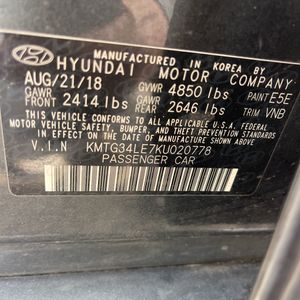 MANUFACTURED IN KOREA BY
HYUNDAI MOTOR COMPANY
AUG/21/18 GVWR 4850 lbs PAINT E5E
GAWR FRONT 2414 lbs GAWR REAR 2646 lbs TRIM VNB
THIS VEHICLE CONFORMS TO ALL APPLICABLE
FEDERAL MOTOR VEHICLE SAFETY, BUMPER, AND
THEFT PREVENTION STANDARDS IN EFFECT ON THE
DATE OF MANUFACTURE SHOWN ABOVE.
V.I.N KMTG34LE7KU020778
PASSENGER CAR